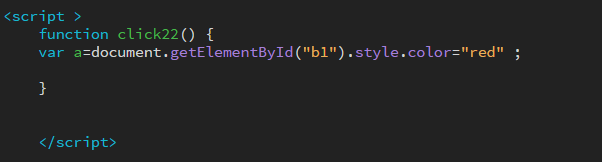 <script >
function click22() {
var a=document.getElementById("b1").style.color="red" ;
}
</script>